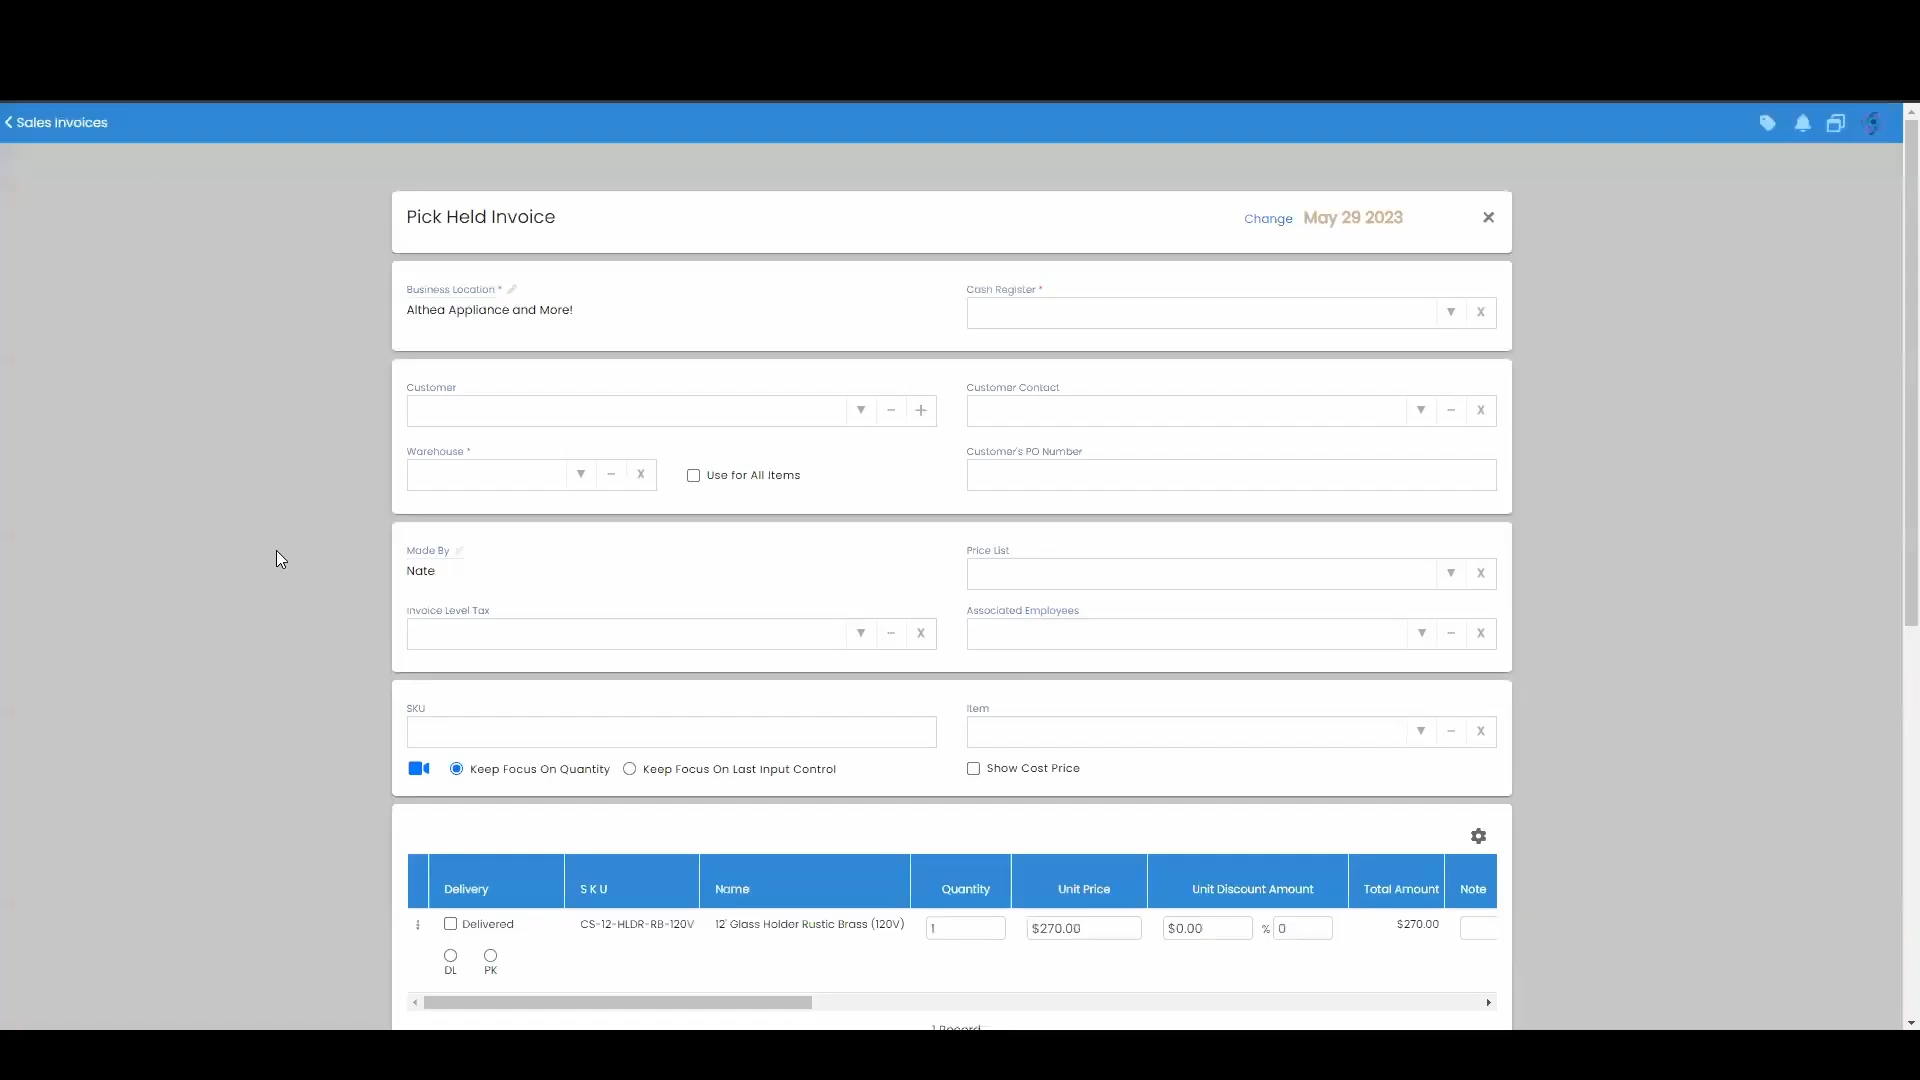 Sales Invoices
Pick Held Invoice
Change May 29 2023
Business Location *
Althea Appliance and More!
Cash Register *
▼ X
Customer
▼ - +
Customer Contact
▼ - X
Warehouse *
▼ - X
Use for All Items
Customer's PO Number
Made By
Nate
Price List
▼ X
Invoice Level Tax
▼ - X
Associated Employees
▼ - X
SKU
Item
▼ - X
Keep Focus On Quantity Keep Focus On Last Input Control
Show Cost Price
Delivery S K U Name Quantity Unit Price Unit Discount Amount Total Amount Note
Delivered CS-12-HLDR-RB-120V 12' Glass Holder Rustic Brass (120V) 1 $270.00 $0.00 % 0 $270.00
DL PK
1 Record